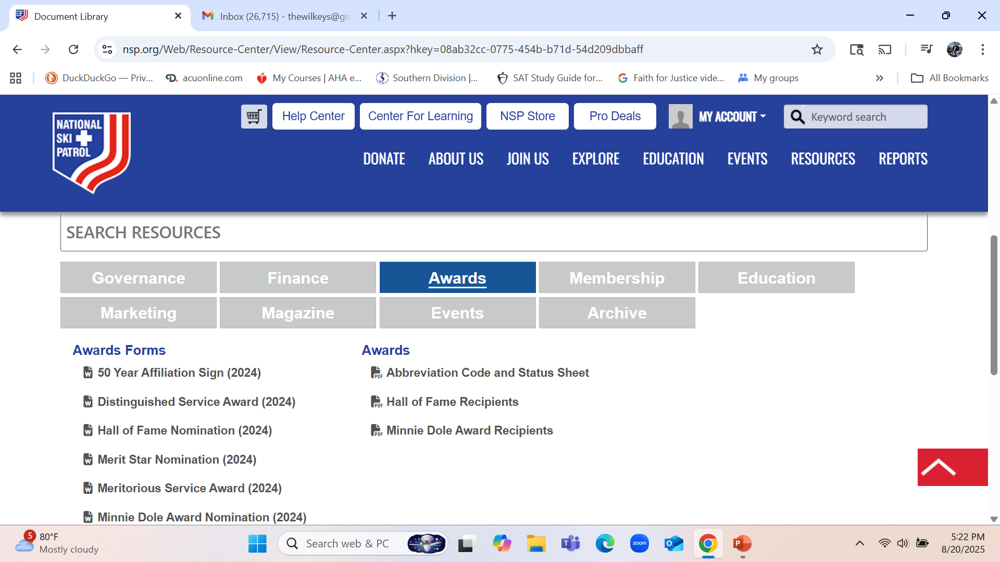 Document Library
Inbox (26,715) - thewilkeys@gm
nsp.org/Web/Resource-Center/View/Resource-Center.aspx?hkey=08ab32cc-0775-454b-b71d-54d209dbbaff
DuckDuckGo — Priv...
acuonline.com
My Courses | AHA e...
Southern Division |...
SAT Study Guide for...
Faith for Justice vide...
My groups
All Bookmarks
NATIONAL
SKI
PATROL
Help Center
Center For Learning
NSP Store
Pro Deals
MY ACCOUNT
Keyword search
DONATE
ABOUT US
JOIN US
EXPLORE
EDUCATION
EVENTS
RESOURCES
REPORTS
SEARCH RESOURCES
Governance
Finance
Awards
Membership
Education
Marketing
Magazine
Events
Archive
Awards Forms
50 Year Affiliation Sign (2024)
Distinguished Service Award (2024)
Hall of Fame Nomination (2024)
Merit Star Nomination (2024)
Meritorious Service Award (2024)
Minnie Dole Award Nomination (2024)
Awards
PDF Abbreviation Code and Status Sheet
PDF Hall of Fame Recipients
PDF Minnie Dole Award Recipients
5
80°F
Mostly cloudy
Search web & PC
zoom
5:22 PM
8/20/2025